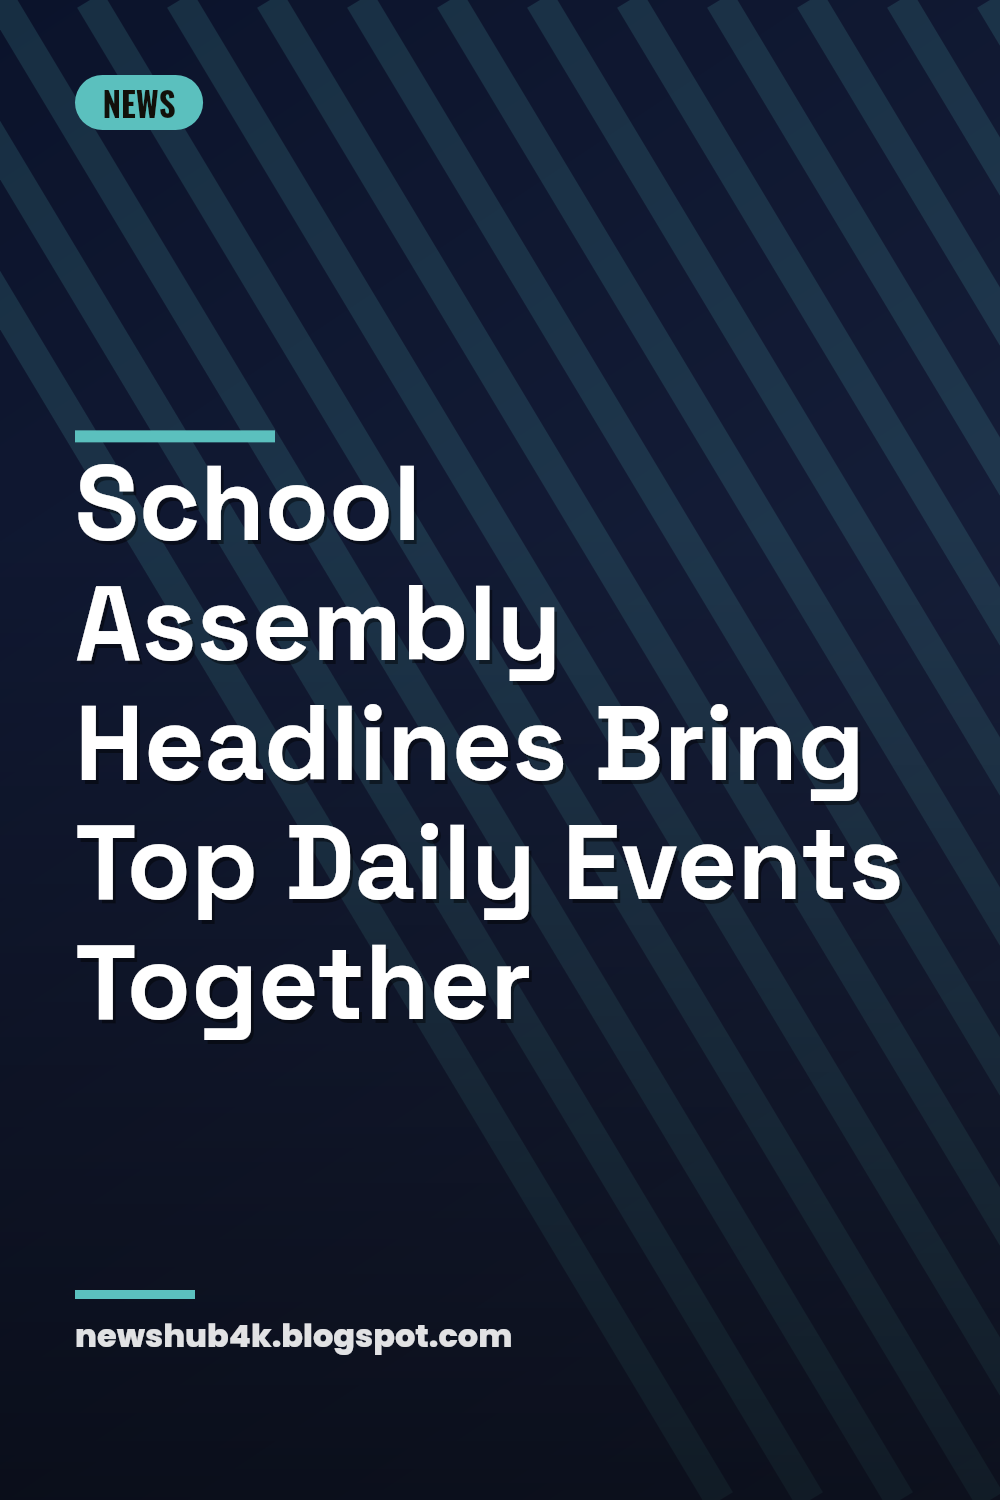 NEWS
School
Assembly
Headlines Bring
Top Daily Events
Together
newshub4k.blogspot.com